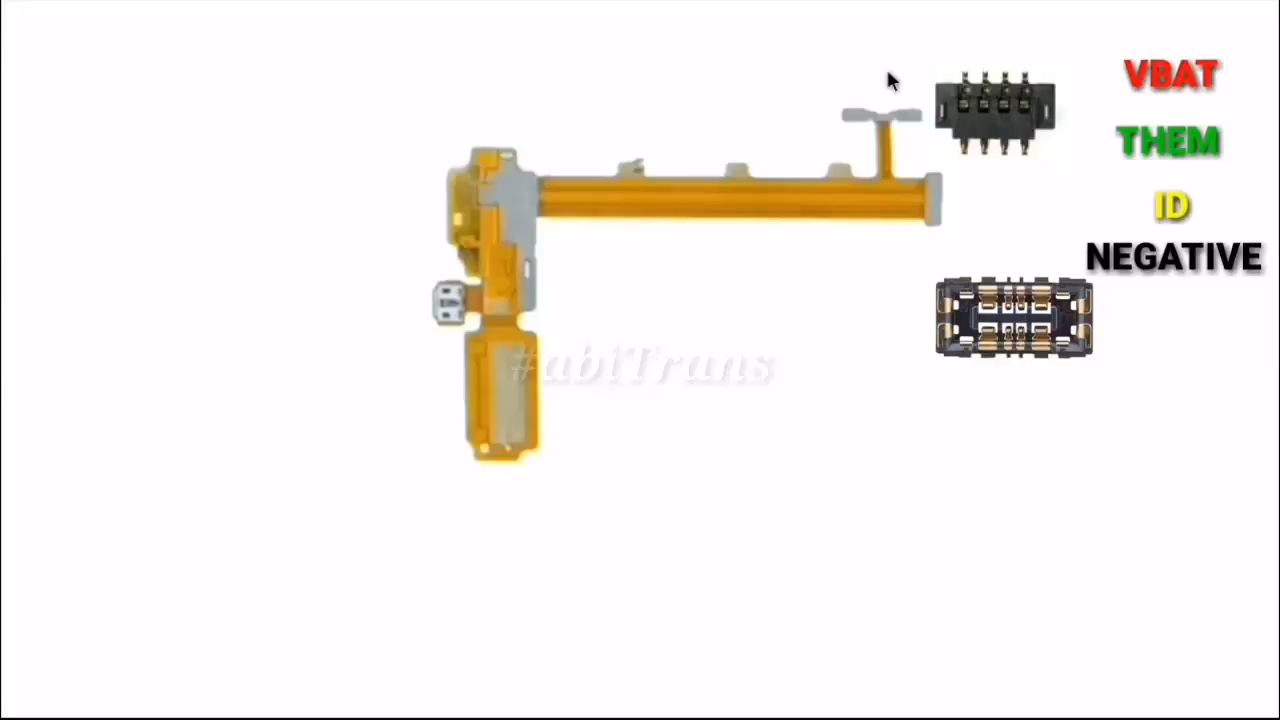 VBAT
THEM
ID
NEGATIVE
#abiTrans